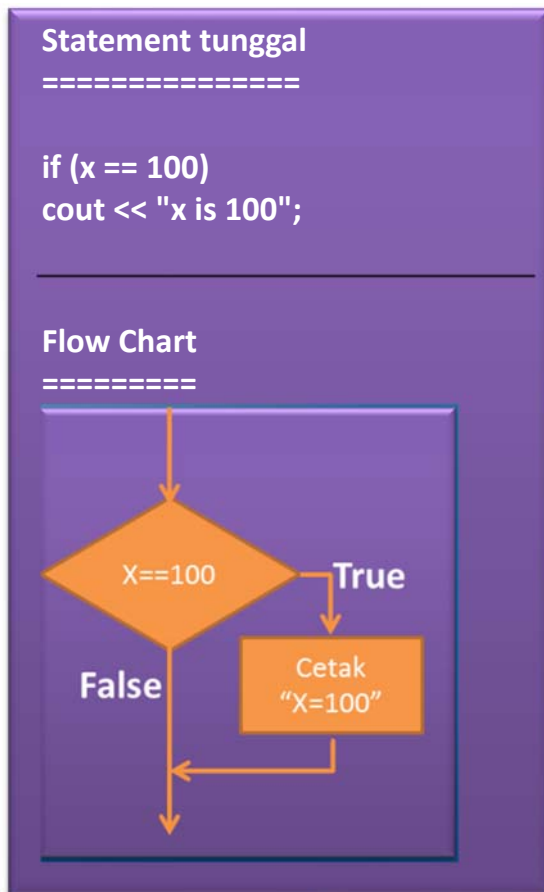 Statement tunggal
===============
if (x == 100)
cout << "x is 100";
Flow Chart
=========
X==100
True
False
Cetak
“X=100”